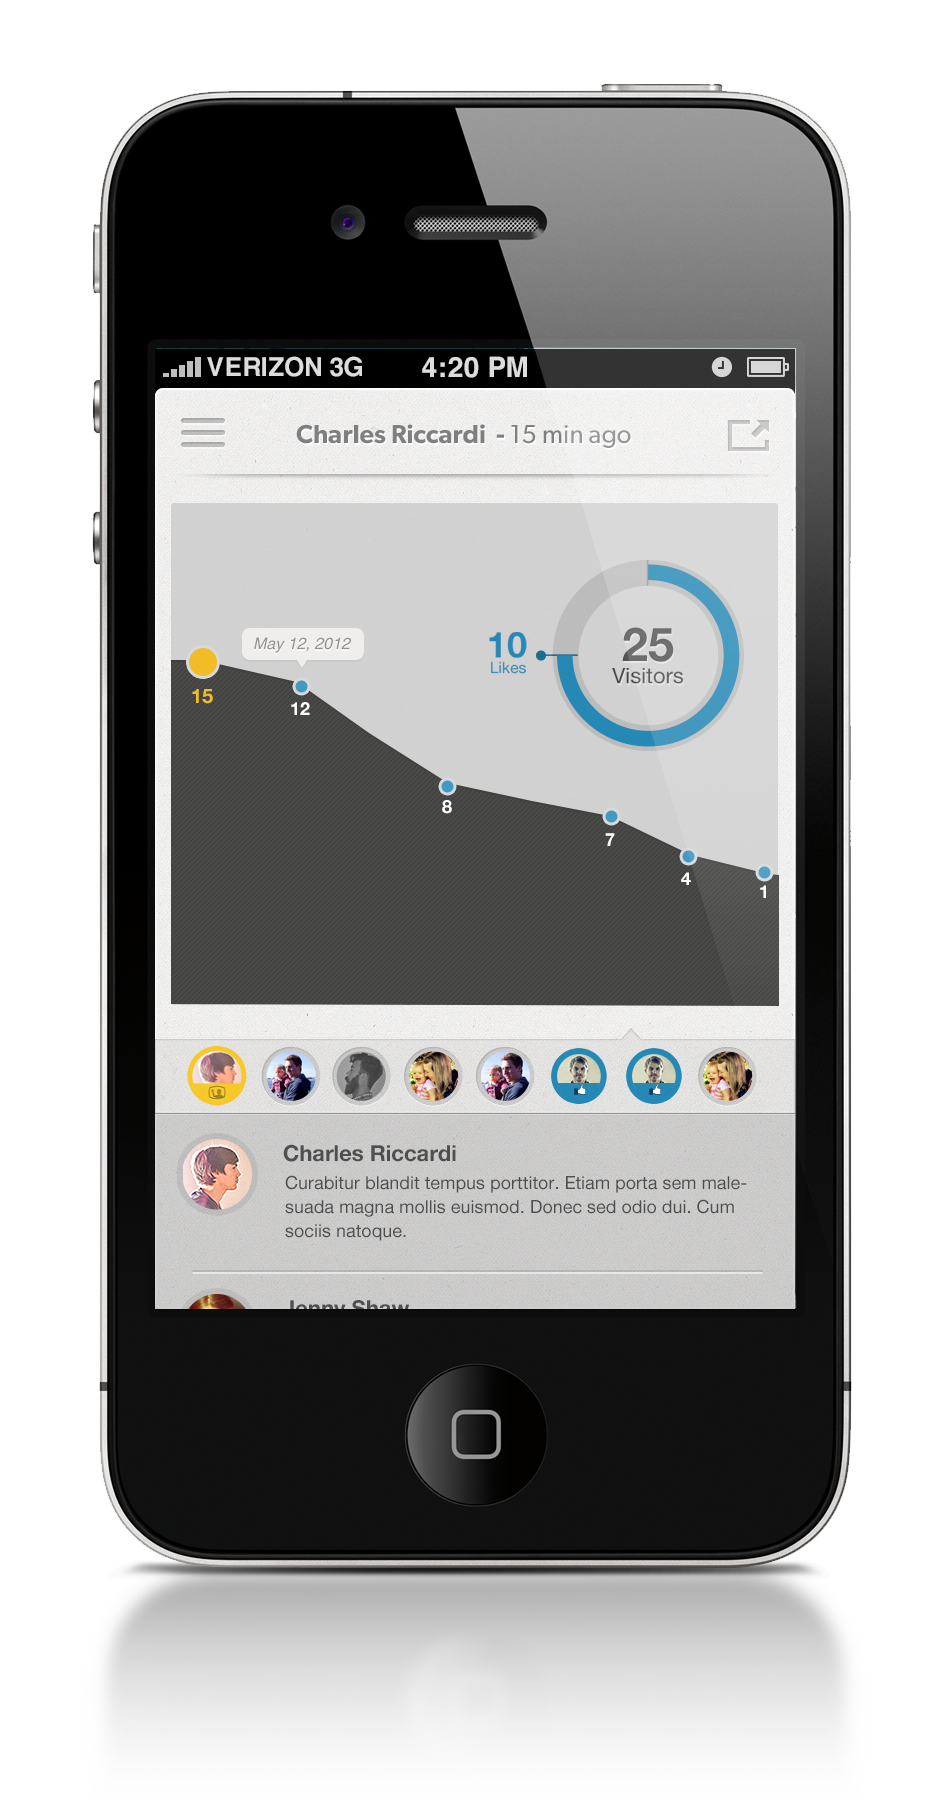 VERIZON 3G 4:20 PM
Charles Riccardi - 15 min ago
May 12, 2012
10
Likes
25
Visitors
15
12
8
7
4
1
Charles Riccardi
Curabitur blandit tempus porttitor. Etiam porta sem male-
suada magna mollis euismod. Donec sed odio dui. Cum
sociis natoque.
Jenny Shaw